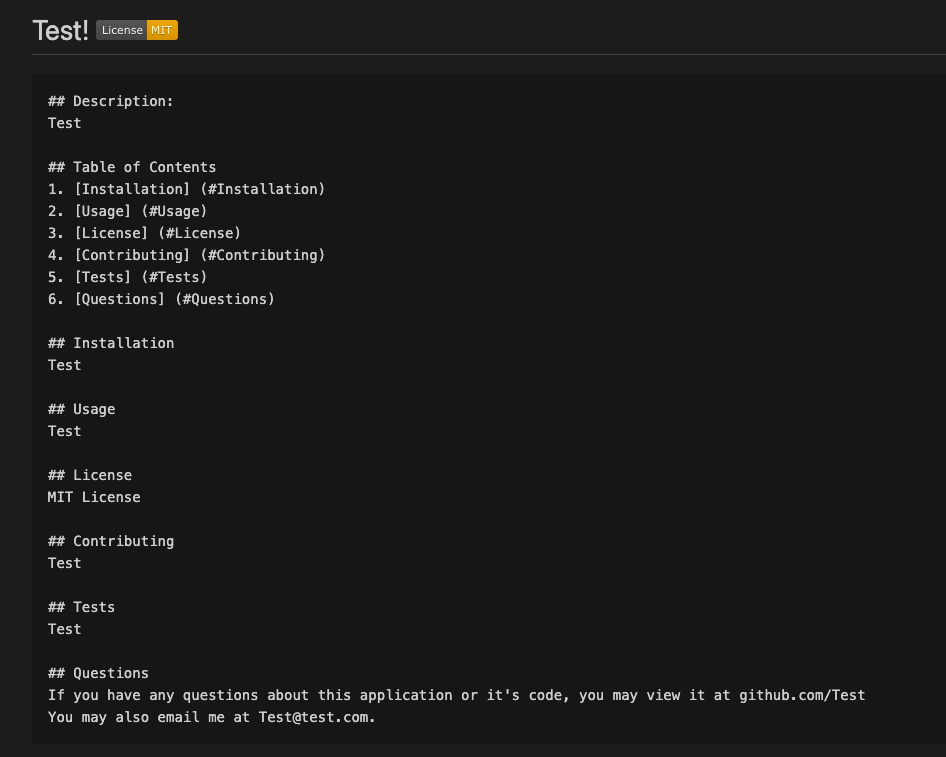 Test! License MIT
## Description:
Test
## Table of Contents
1. [Installation] (#Installation)
2. [Usage] (#Usage)
3. [License] (#License)
4. [Contributing] (#Contributing)
5. [Tests] (#Tests)
6. [Questions] (#Questions)
## Installation
Test
## Usage
Test
## License
MIT License
## Contributing
Test
## Tests
Test
## Questions
If you have any questions about this application or it's code, you may view it at github.com/Test
You may also email me at Test@test.com.